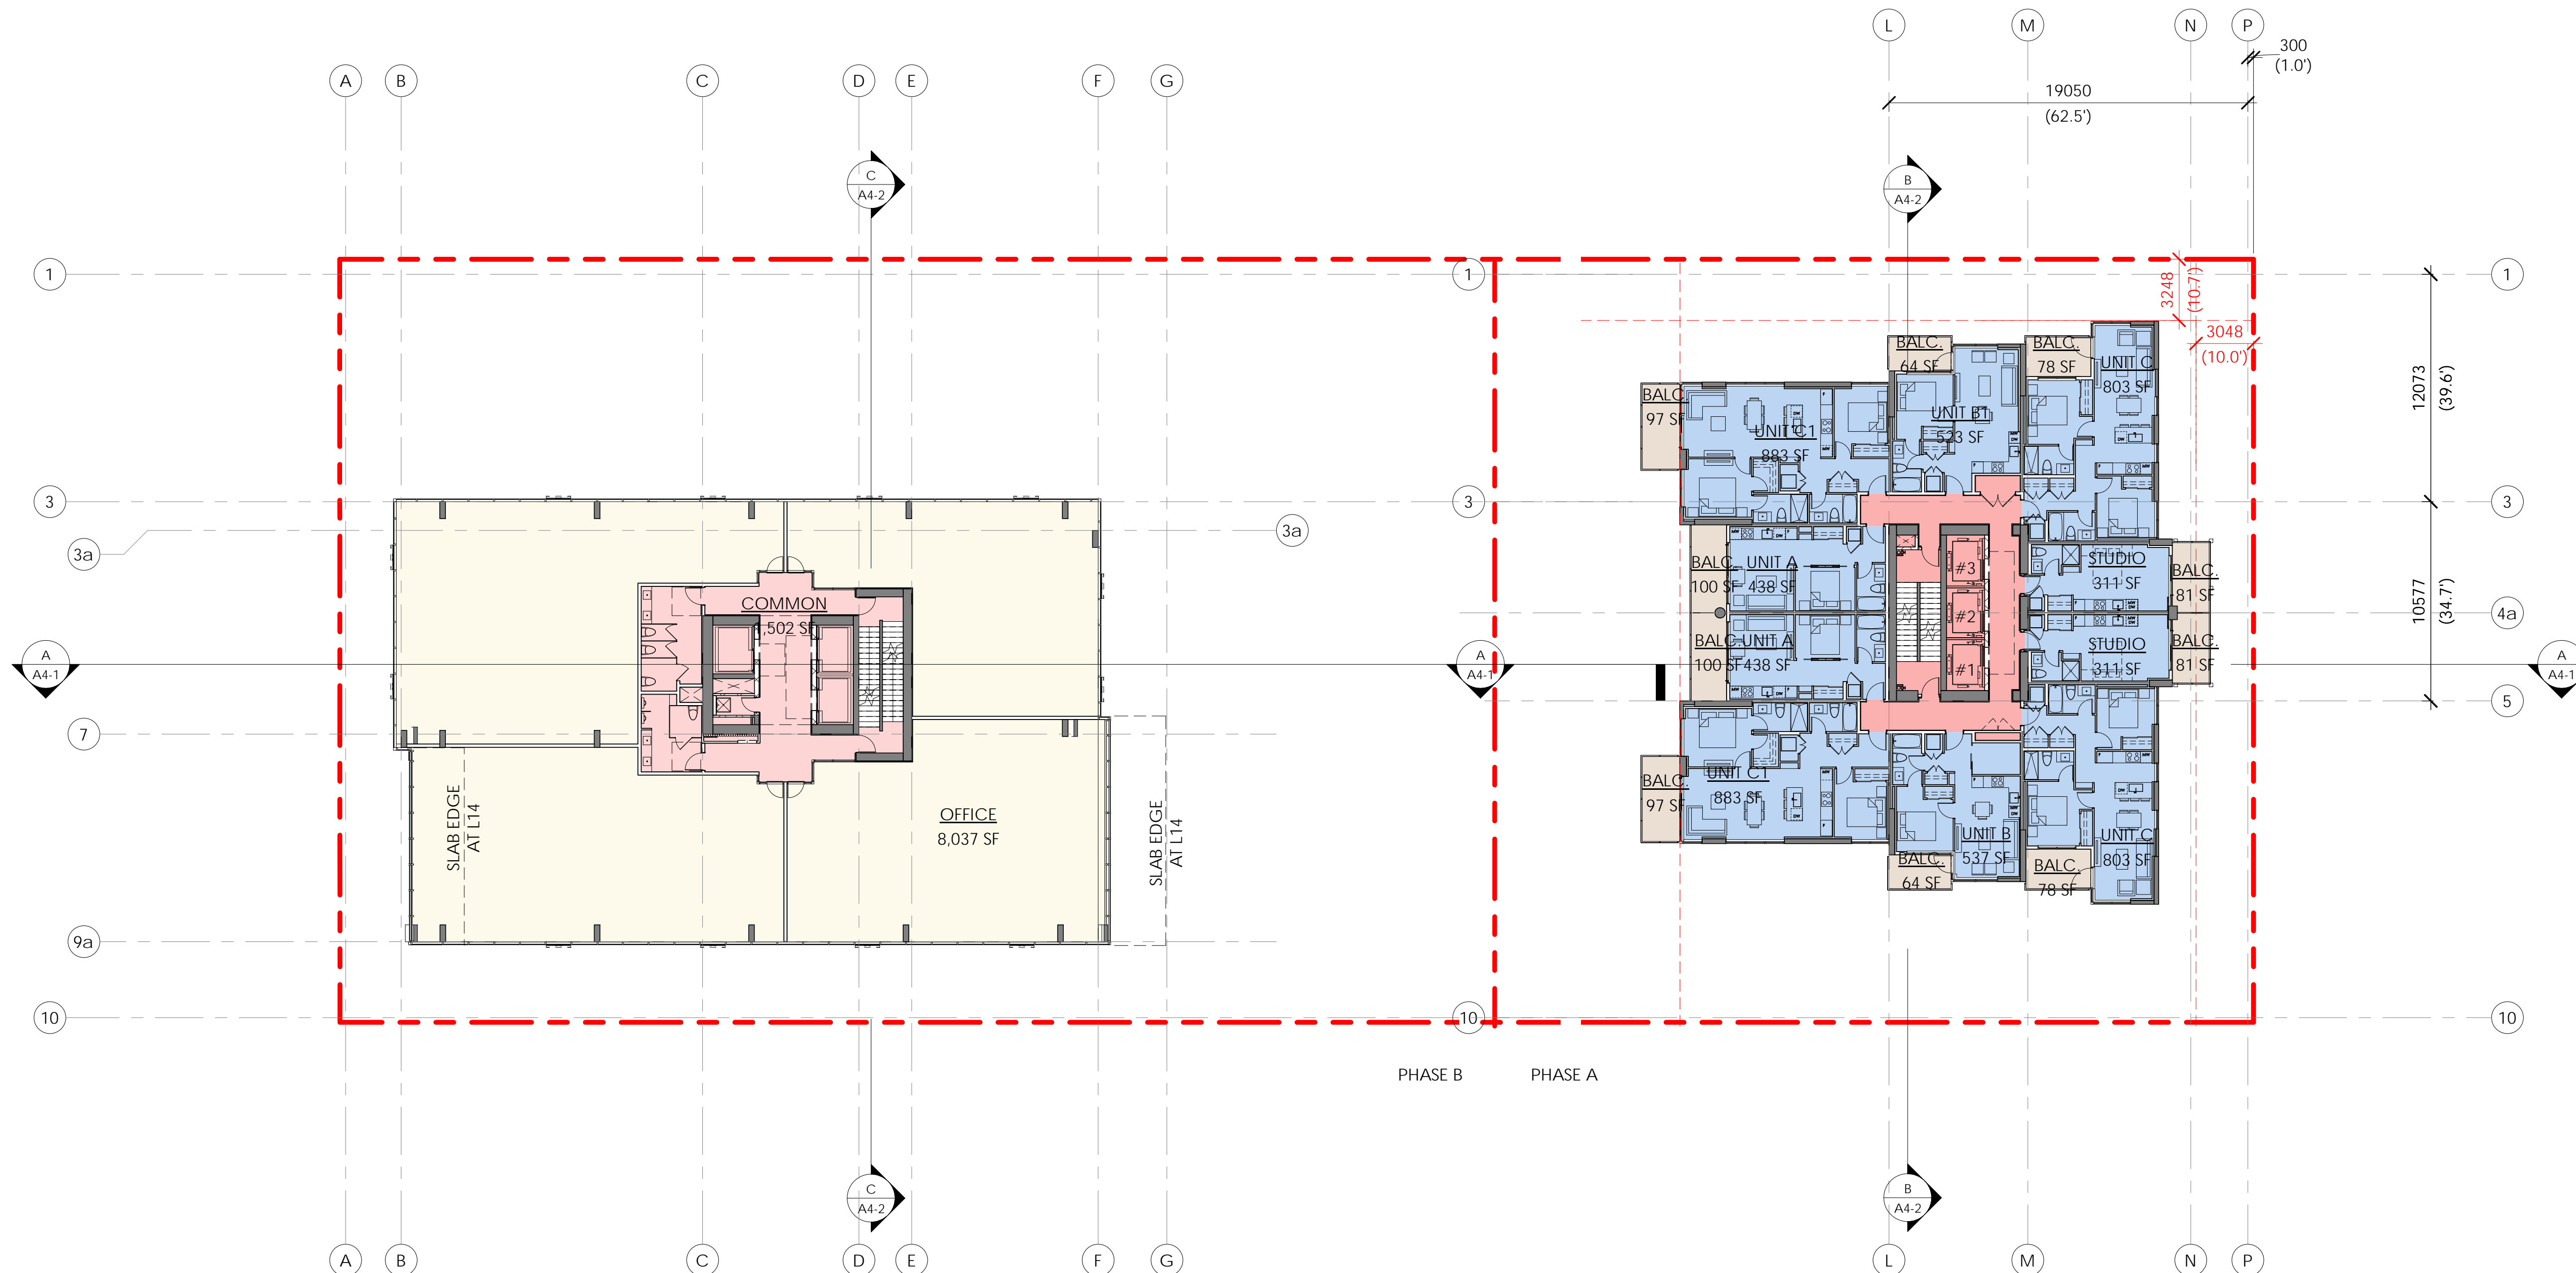 L
M
N
P
300
(1.0')
A
B
C
D
E
F
G
19050
(62.5')
C
A4-2
B
A4-2
1
1
1
3248
(10.7')
3048
(10.0')
12073
(39.6')
BALC.
64 SF
BALC.
78 SF
UNIT C
803 SF
BALC.
97 SF
UNIT C1
883 SF
UNIT B1
523 SF
3
3
3
3a
3a
BALC.
100 SF
UNIT A
438 SF
#3
STUDIO
311 SF
BALC.
81 SF
10577
(34.7')
COMMON
1,502 SF
#2
4a
A
A4-1
A
A4-1
BALC.
100 SF
UNIT A
438 SF
#1
STUDIO
311 SF
BALC.
81 SF
A
A4-1
5
7
BALC.
97 SF
UNIT C1
883 SF
SLAB EDGE
AT L14
OFFICE
8,037 SF
SLAB EDGE
AT L14
UNIT B
537 SF
UNIT C
803 SF
BALC.
64 SF
BALC.
78 SF
9a
10
10
10
PHASE B
PHASE A
C
A4-2
B
A4-2
A
B
C
D
E
F
G
L
M
N
P